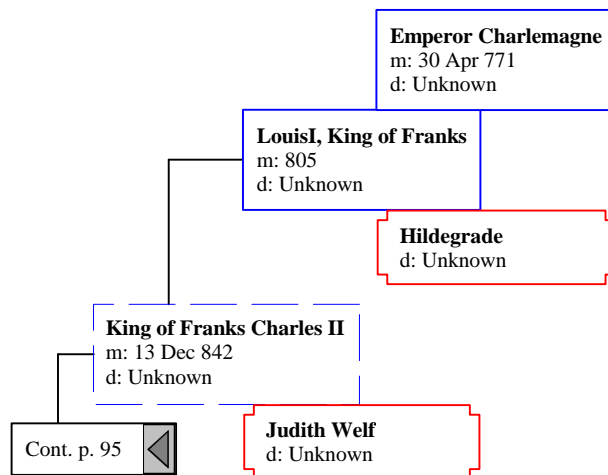 Emperor Charlemagne
m: 30 Apr 771
d: Unknown
LouisI, King of Franks
m: 805
d: Unknown
Hildegrade
d: Unknown
King of Franks Charles II
m: 13 Dec 842
d: Unknown
Cont. p. 95
Judith Welf
d: Unknown